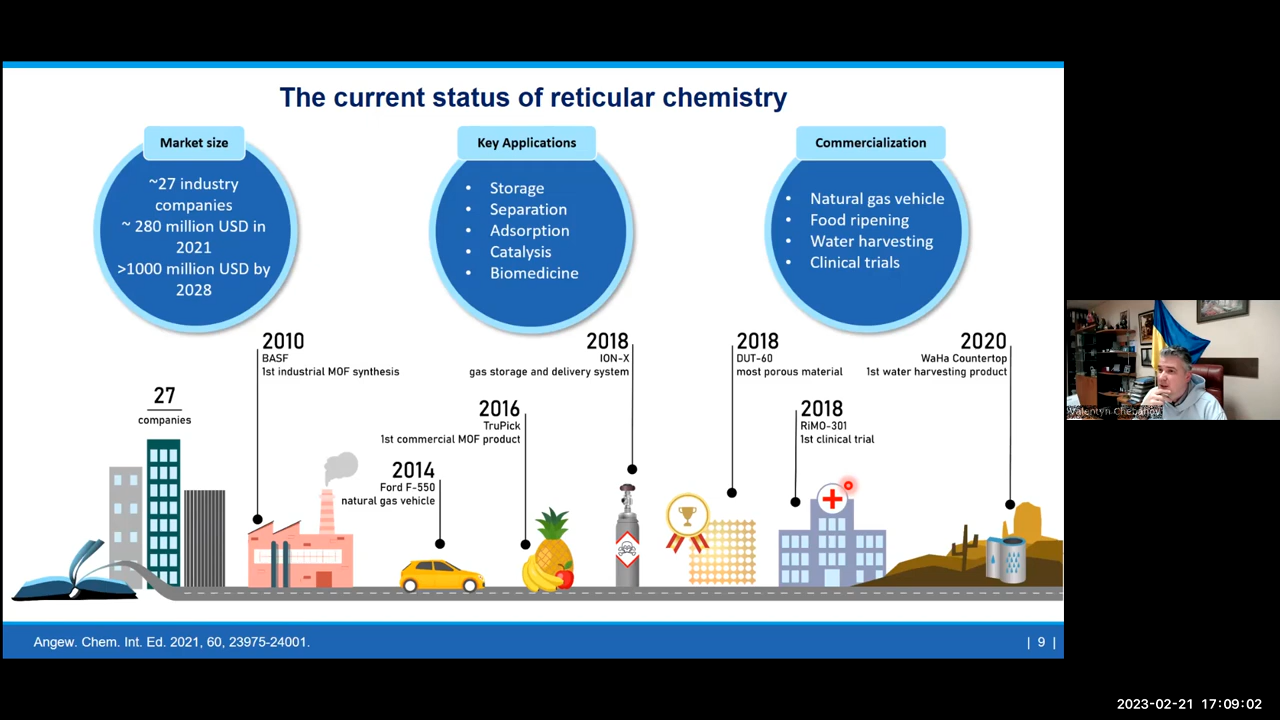 The current status of reticular chemistry
Market size
~27 industry
companies
~ 280 million USD in
2021
>1000 million USD by
2028
Key Applications
• Storage
• Separation
• Adsorption
• Catalysis
• Biomedicine
Commercialization
• Natural gas vehicle
• Food ripening
• Water harvesting
• Clinical trials
27
companies
2010
BASF
1st industrial MOF synthesis
2014
Ford F-550
natural gas vehicle
2016
TruPick
1st commercial MOF product
2018
ION-X
gas storage and delivery system
2018
DUT-60
most porous material
2018
RiMO-301
1st clinical trial
2020
WaHa Countertop
1st water harvesting product
Angew. Chem. Int. Ed. 2021, 60, 23975-24001.
| 9 |
Valentyn Chebanov
2023-02-21 17:09:02